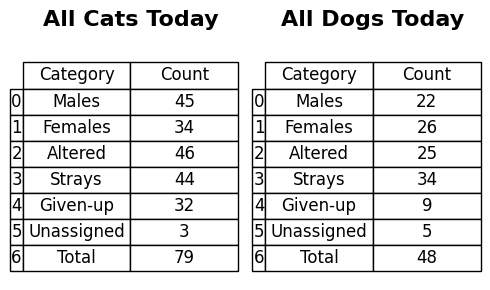 All Cats Today
Category Count
0 Males 45
1 Females 34
2 Altered 46
3 Strays 44
4 Given-up 32
5 Unassigned 3
6 Total 79
All Dogs Today
Category Count
0 Males 22
1 Females 26
2 Altered 25
3 Strays 34
4 Given-up 9
5 Unassigned 5
6 Total 48